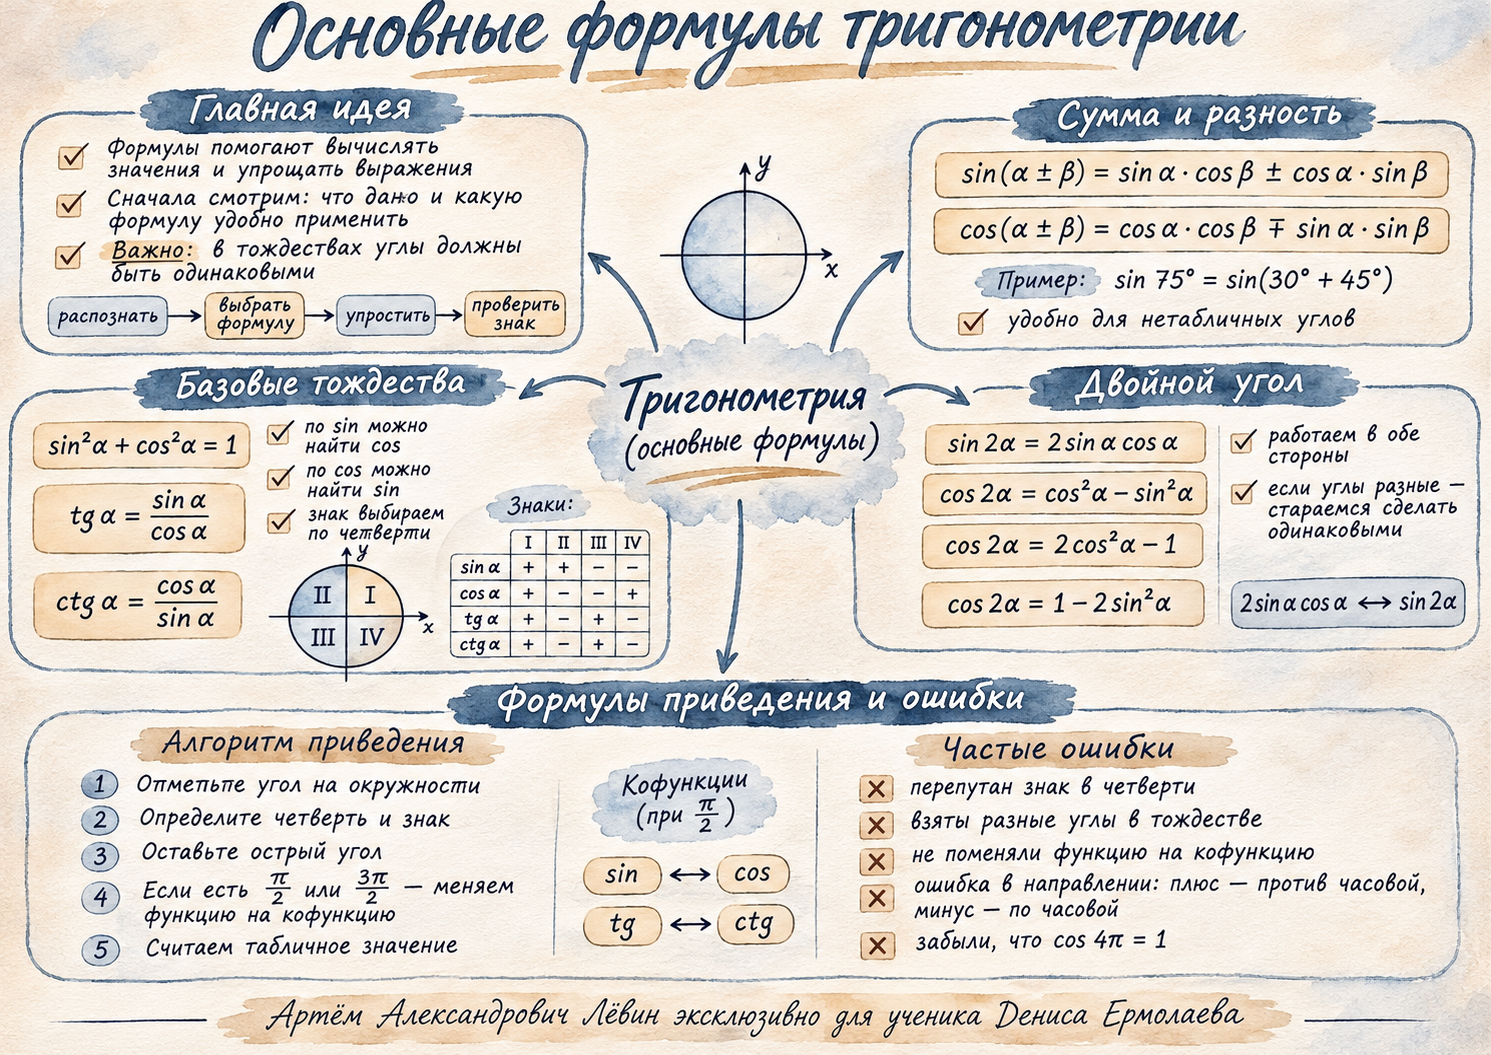 Основные формулы тригонометрии
Главная идея
Формулы помогают вычислять
значения и упрощать выражения
Сначала смотрим: что дано и какую
формулу удобно применить
Важно: в тождествах углы должны
быть одинаковыми
распознать → выбрать формулу → упростить → проверить знак
y
x
Сумма и разность
sin(α ± β) = sin α · cos β ± cos α · sin β
cos(α ± β) = cos α · cos β ∓ sin α · sin β
Пример: sin 75° = sin(30° + 45°)
удобно для нетабличных углов
Тригонометрия
(основные формулы)
Базовые тождества
sin²α + cos²α = 1
tg α = sin α / cos α
ctg α = cos α / sin α
по sin можно
найти cos
по cos можно
найти sin
знак выбираем
по четверти
y
II I
x
III IV
Знаки:
I II III IV
sin α + + − −
cos α + − − +
tg α + − + −
ctg α + − + −
Двойной угол
sin 2α = 2 sin α cos α
cos 2α = cos²α − sin²α
cos 2α = 2 cos²α − 1
cos 2α = 1 − 2 sin²α
работаем в обе
стороны
если углы разные —
стараемся сделать
одинаковыми
2 sin α cos α ↔ sin 2α
Формулы приведения и ошибки
Алгоритм приведения
1 Отметьте угол на окружности
2 Определите четверть и знак
3 Оставьте острый угол
4 Если есть π/2 или 3π/2 — меняем
функцию на кофункцию
5 Считаем табличное значение
Кофункции
(при π/2)
sin ↔ cos
tg ↔ ctg
Частые ошибки
перепутан знак в четверти
взяты разные углы в тождестве
не поменяли функцию на кофункцию
ошибка в направлении: плюс — против часовой,
минус — по часовой
забыли, что cos 4π = 1
Артём Александрович Лёвин эксклюзивно для ученика Дениса Ермолаева